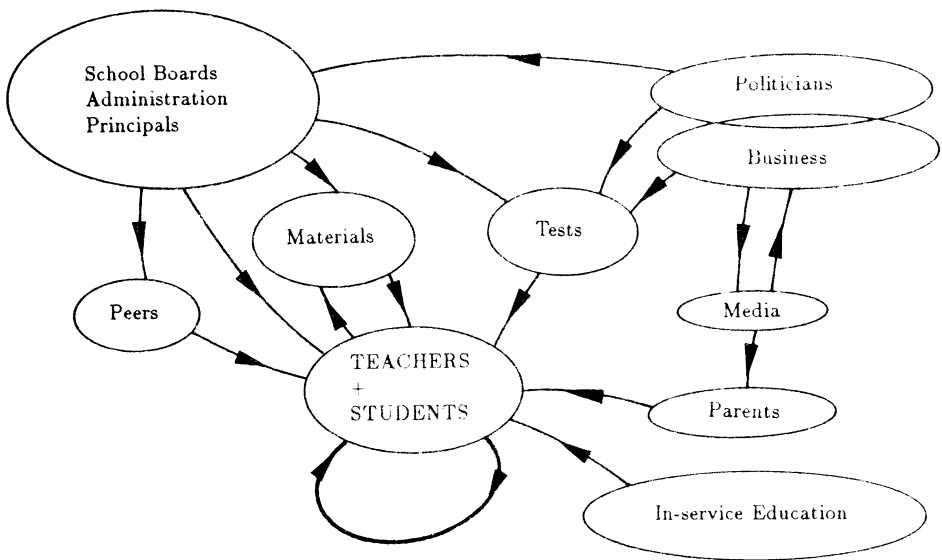 School Boards
Administration
Principals
Politicians
Business
Materials
Tests
Peers
Media
TEACHERS
+
STUDENTS
Parents
In-service Education